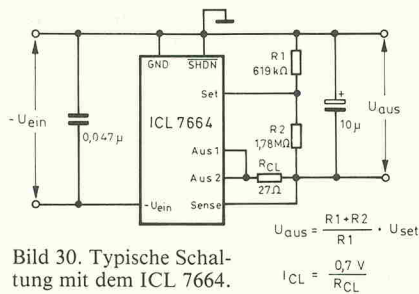 GND
SHDN
R1
619kΩ
Set
+
Uaus
-Uein
0,047µ
ICL 7664
R2
1,78MΩ
10µ
Aus 1
Aus 2
RCL
27Ω
-Uein
Sense
Uaus = R1+R2 / R1 · Uset
ICL = 0,7 V / RCL
Bild 30. Typische Schal-
tung mit dem ICL 7664.